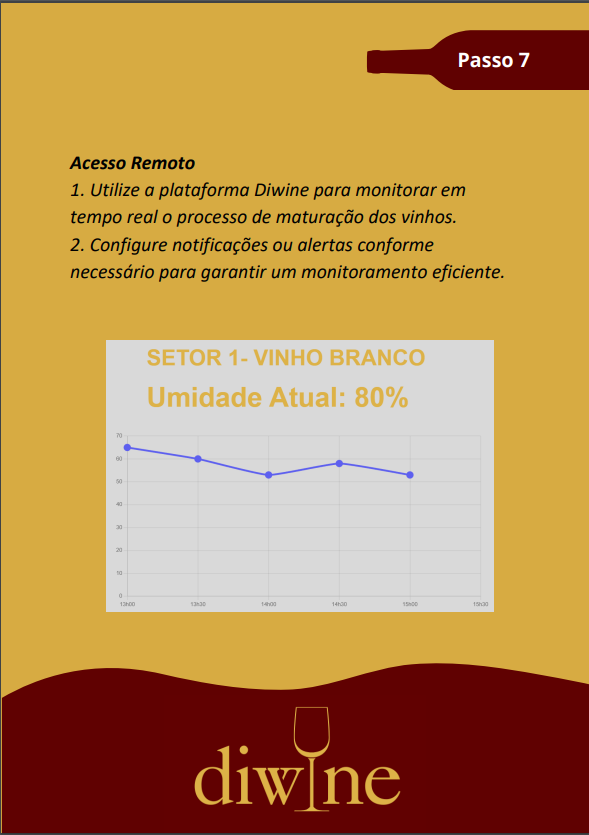 Passo 7
Acesso Remoto
1. Utilize a plataforma Diwine para monitorar em
tempo real o processo de maturação dos vinhos.
2. Configure notificações ou alertas conforme
necessário para garantir um monitoramento eficiente.
SETOR 1- VINHO BRANCO
Umidade Atual: 80%
70
60
50
40
30
20
10
0
13h00 13h30 14h00 14h30 15h00 15h30
diwine